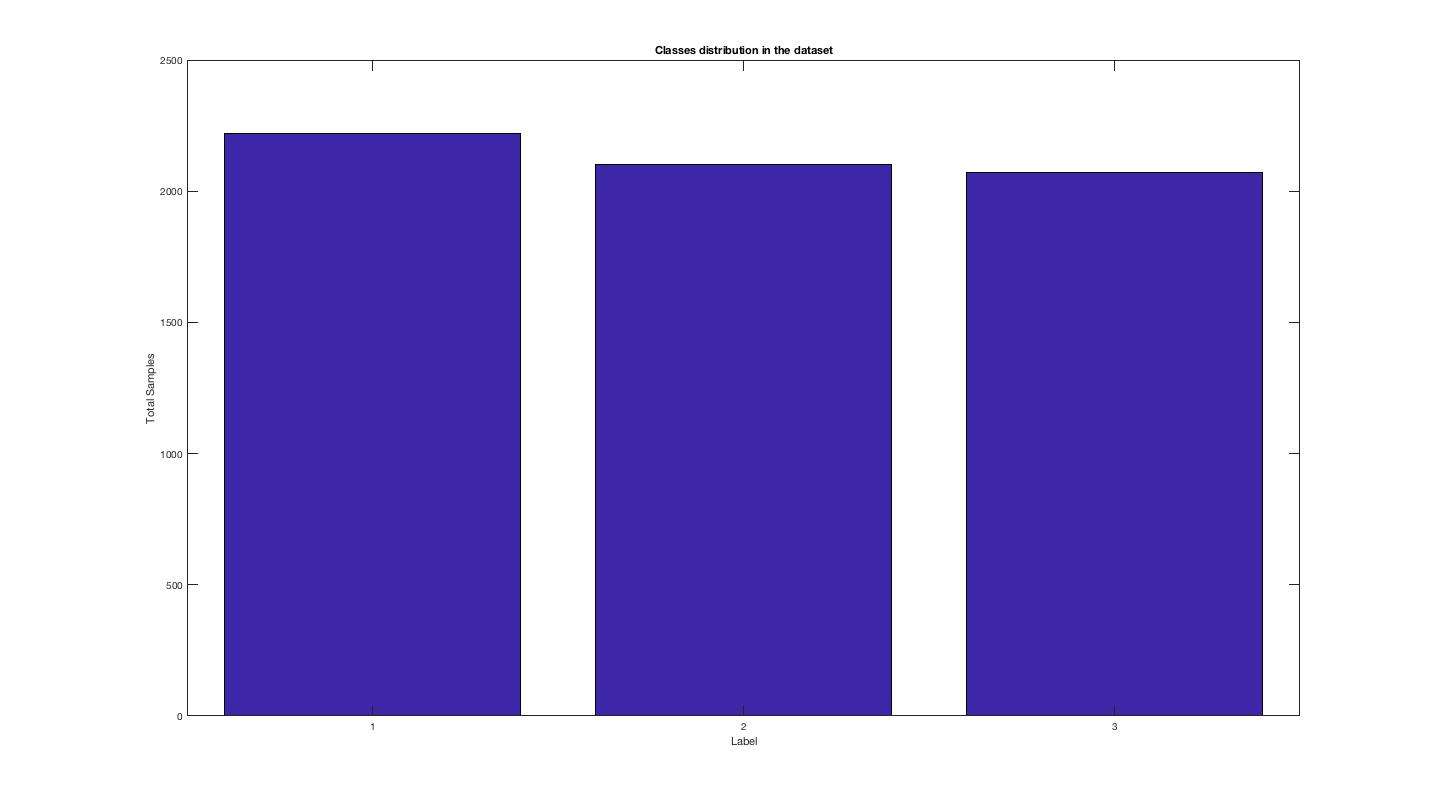 Classes distribution in the dataset
2500
2000
1500
1000
500
0
Total Samples
1 2 3
Label